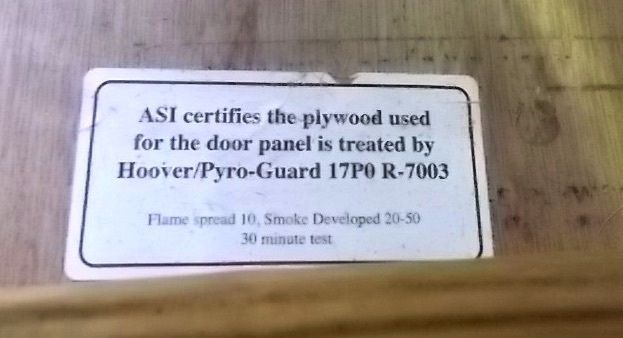 ASI certifies the plywood used
for the door panel is treated by
Hoover/Pyro-Guard 17P0 R-7003
Flame spread 10, Smoke Developed 20-50
30 minute test